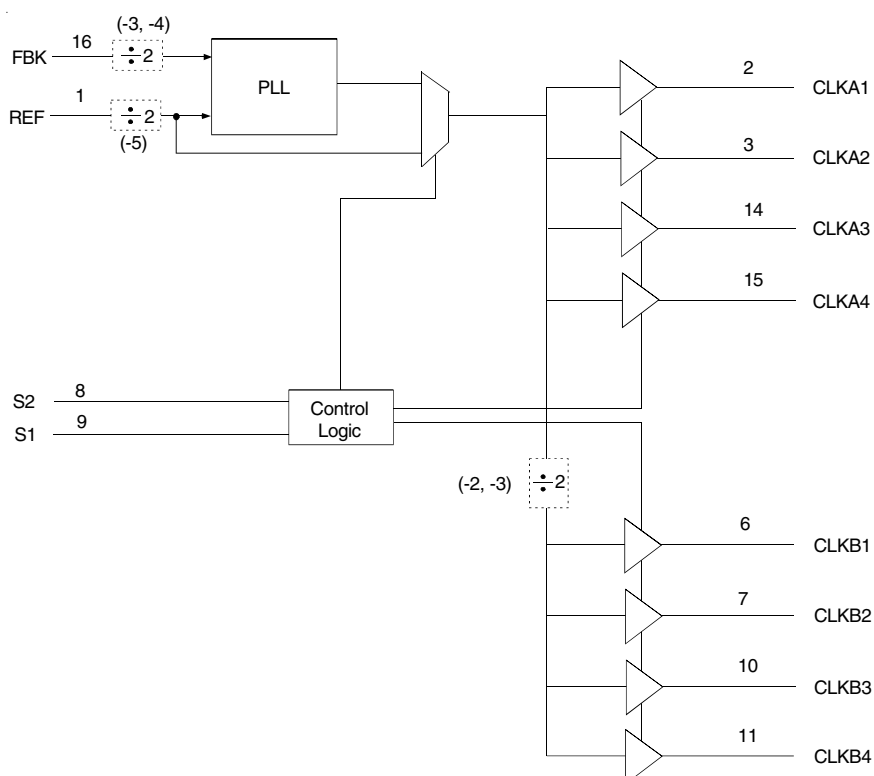 (-3, -4)
FBK 16 ÷2
PLL
REF 1 ÷2
(-5)
2 CLKA1
3 CLKA2
14 CLKA3
15 CLKA4
S2 8
S1 9
Control
Logic
(-2, -3) ÷2
6 CLKB1
7 CLKB2
10 CLKB3
11 CLKB4